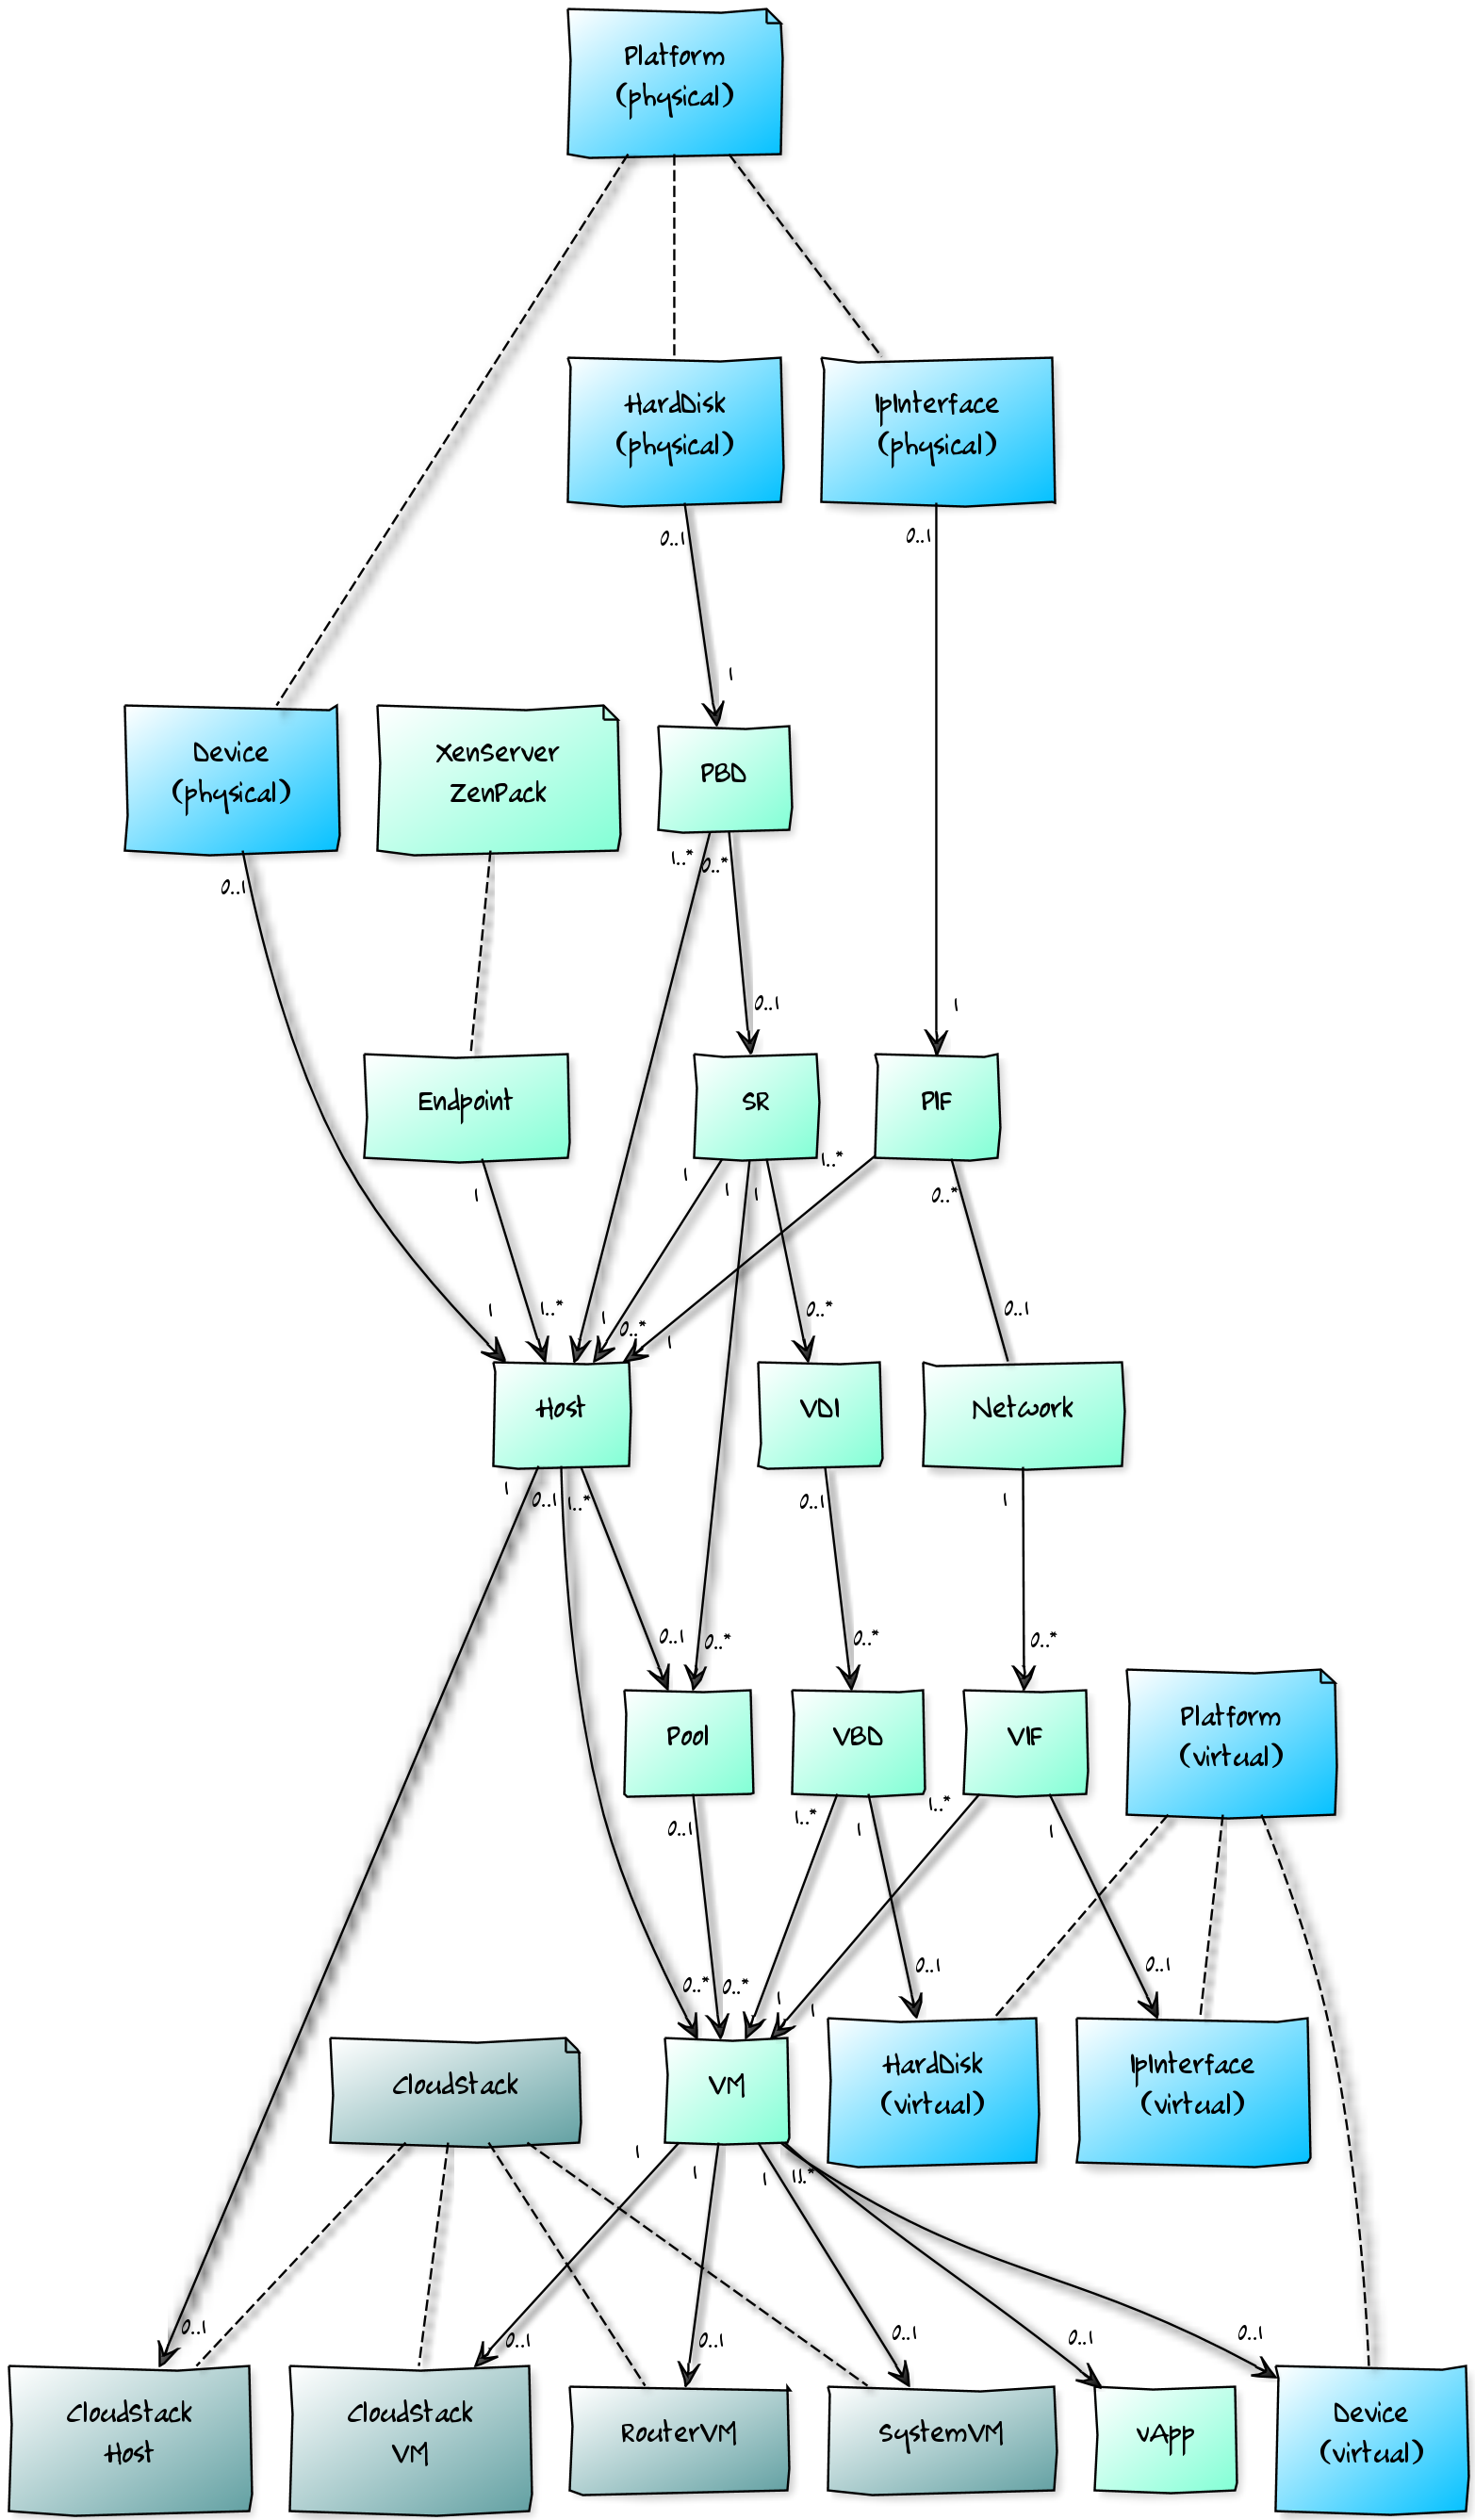 Platform
(physical)
HardDisk
(physical)
IpInterface
(physical)
0..1
0..1
1
Device
(physical)
XenServer
ZenPack
PBD
0..1
1..*
0..*
0..1
1
Endpoint
SR
PIF
1
1
1
1
1..*
0..*
1
1..*
1
0..*
1
0..*
0..1
Host
VDI
Network
1
0..1
1..*
0..1
1
0..1
0..*
0..*
0..*
Pool
VBD
VIF
Platform
(virtual)
0..1
1..*
1
1..*
1
0..*
0..*
1
1
0..1
0..1
CloudStack
VM
HardDisk
(virtual)
IpInterface
(virtual)
1
1
1
1..*
0..1
0..1
0..1
0..1
0..1
0..1
CloudStack
Host
CloudStack
VM
RouterVM
SystemVM
vApp
Device
(virtual)